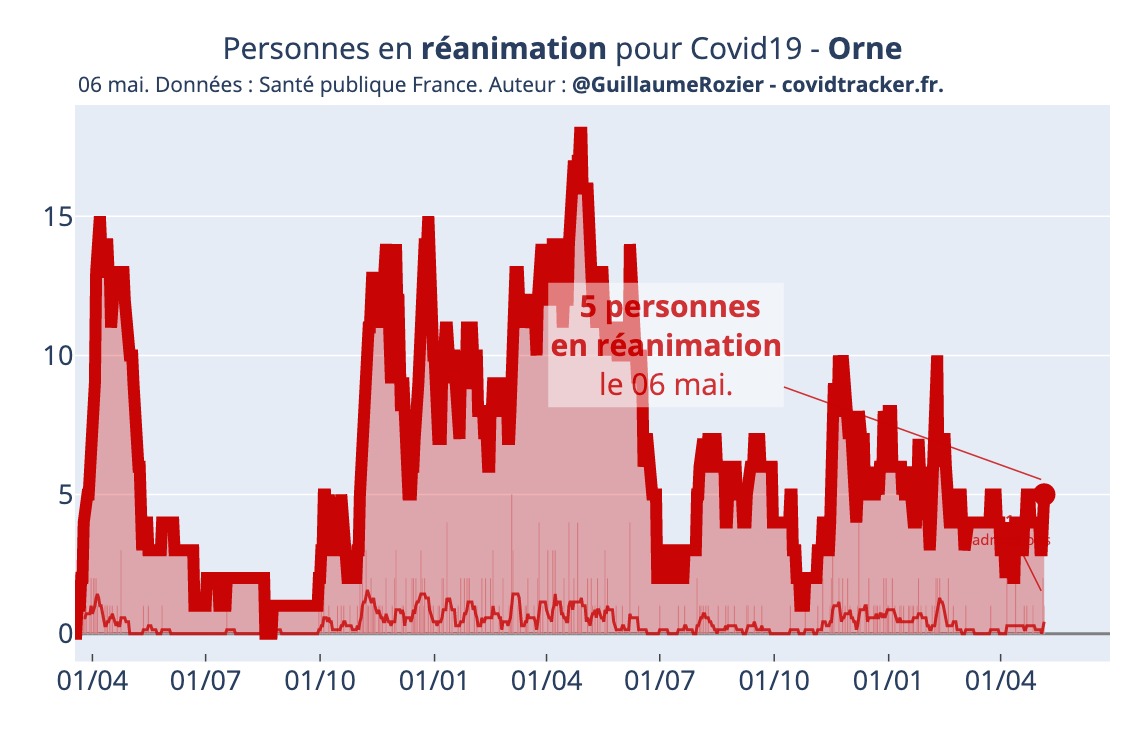 Personnes en réanimation pour Covid19 - Orne
06 mai. Données : Santé publique France. Auteur : @GuillaumeRozier - covidtracker.fr.
15
10
5
0
5 personnes
en réanimation
le 06 mai.
01/04 01/07 01/10 01/01 01/04 01/07 01/10 01/01 01/04